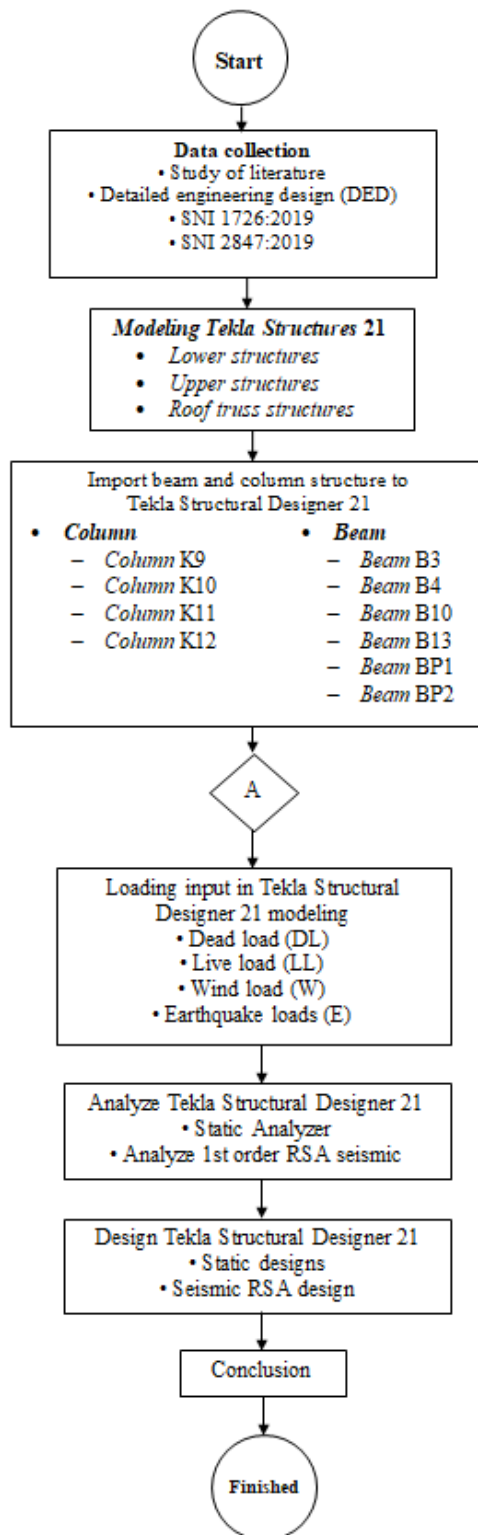 Start
Data collection
• Study of literature
• Detailed engineering design (DED)
• SNI 1726:2019
• SNI 2847:2019
Modeling Tekla Structures 21
• Lower structures
• Upper structures
• Roof truss structures
Import beam and column structure to
Tekla Structural Designer 21
• Column
– Column K9
– Column K10
– Column K11
– Column K12
• Beam
– Beam B3
– Beam B4
– Beam B10
– Beam B13
– Beam BP1
– Beam BP2
A
Loading input in Tekla Structural
Designer 21 modeling
• Dead load (DL)
• Live load (LL)
• Wind load (W)
• Earthquake loads (E)
Analyze Tekla Structural Designer 21
• Static Analyzer
• Analyze 1st order RSA seismic
Design Tekla Structural Designer 21
• Static designs
• Seismic RSA design
Conclusion
Finished